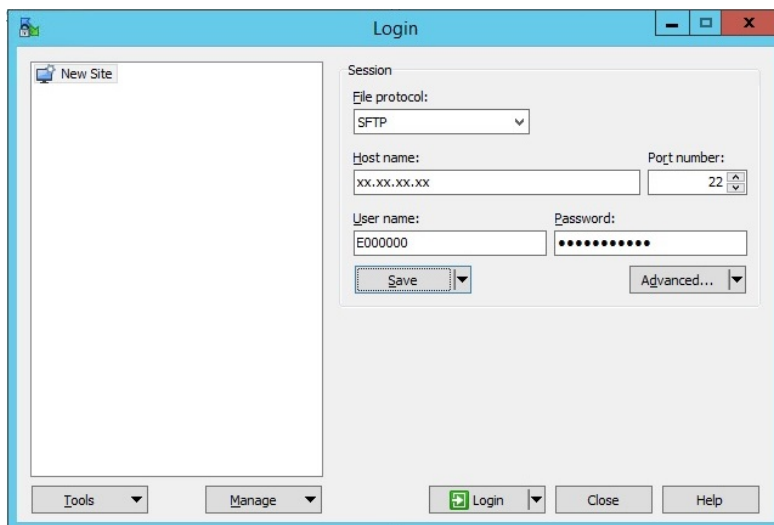 Login
New Site
Session
File protocol:
SFTP
Host name:
Port number:
xx.xx.xx.xx
22
User name:
Password:
E000000
●●●●●●●●●●●
Save
Advanced...
Tools
Manage
Login
Close
Help